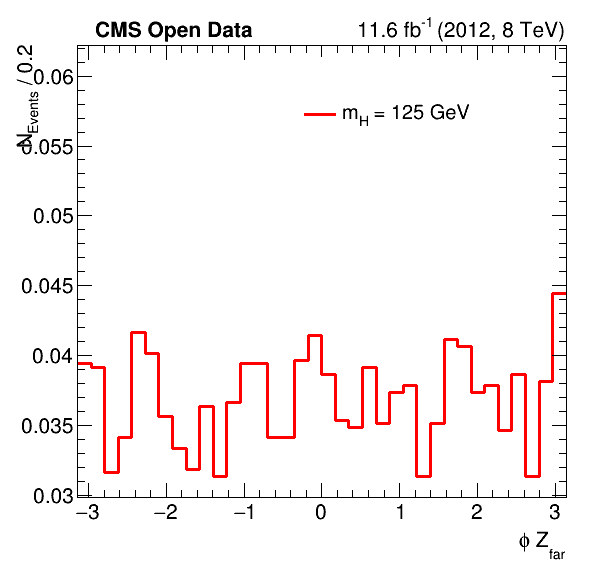 CMS Open Data
11.6 fb⁻¹ (2012, 8 TeV)
N_Events / 0.2
0.06
0.055
0.05
0.045
0.04
0.035
0.03
m_H = 125 GeV
−3 −2 −1 0 1 2 3
ϕ Z_far